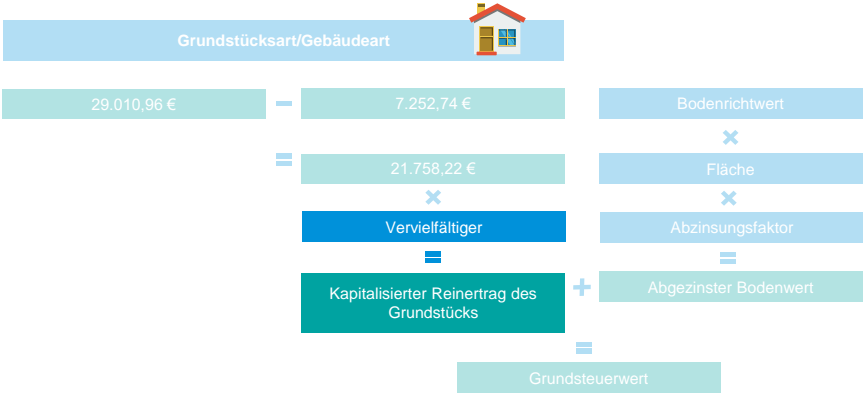 Grundstücksart/Gebäudeart
29.010,96 €
7.252,74 €
Bodenrichtwert
21.758,22 €
Fläche
Vervielfältiger
Abzinsungsfaktor
Kapitalisierter Reinertrag des
Grundstücks
Abgezinster Bodenwert
Grundsteuerwert